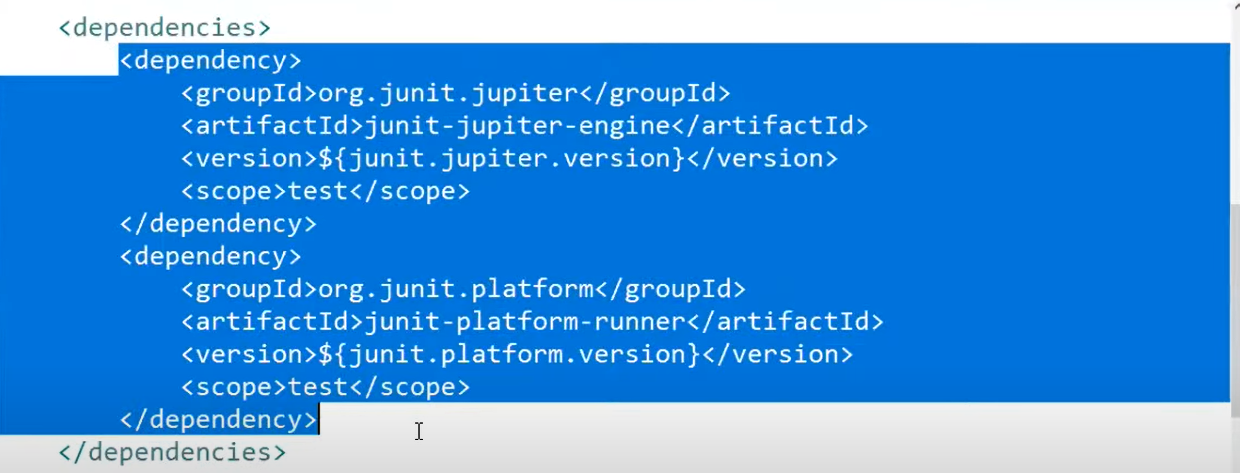 <dependencies>
<dependency>
<groupId>org.junit.jupiter</groupId>
<artifactId>junit-jupiter-engine</artifactId>
<version>${junit.jupiter.version}</version>
<scope>test</scope>
</dependency>
<dependency>
<groupId>org.junit.platform</groupId>
<artifactId>junit-platform-runner</artifactId>
<version>${junit.platform.version}</version>
<scope>test</scope>
</dependency>
</dependencies>